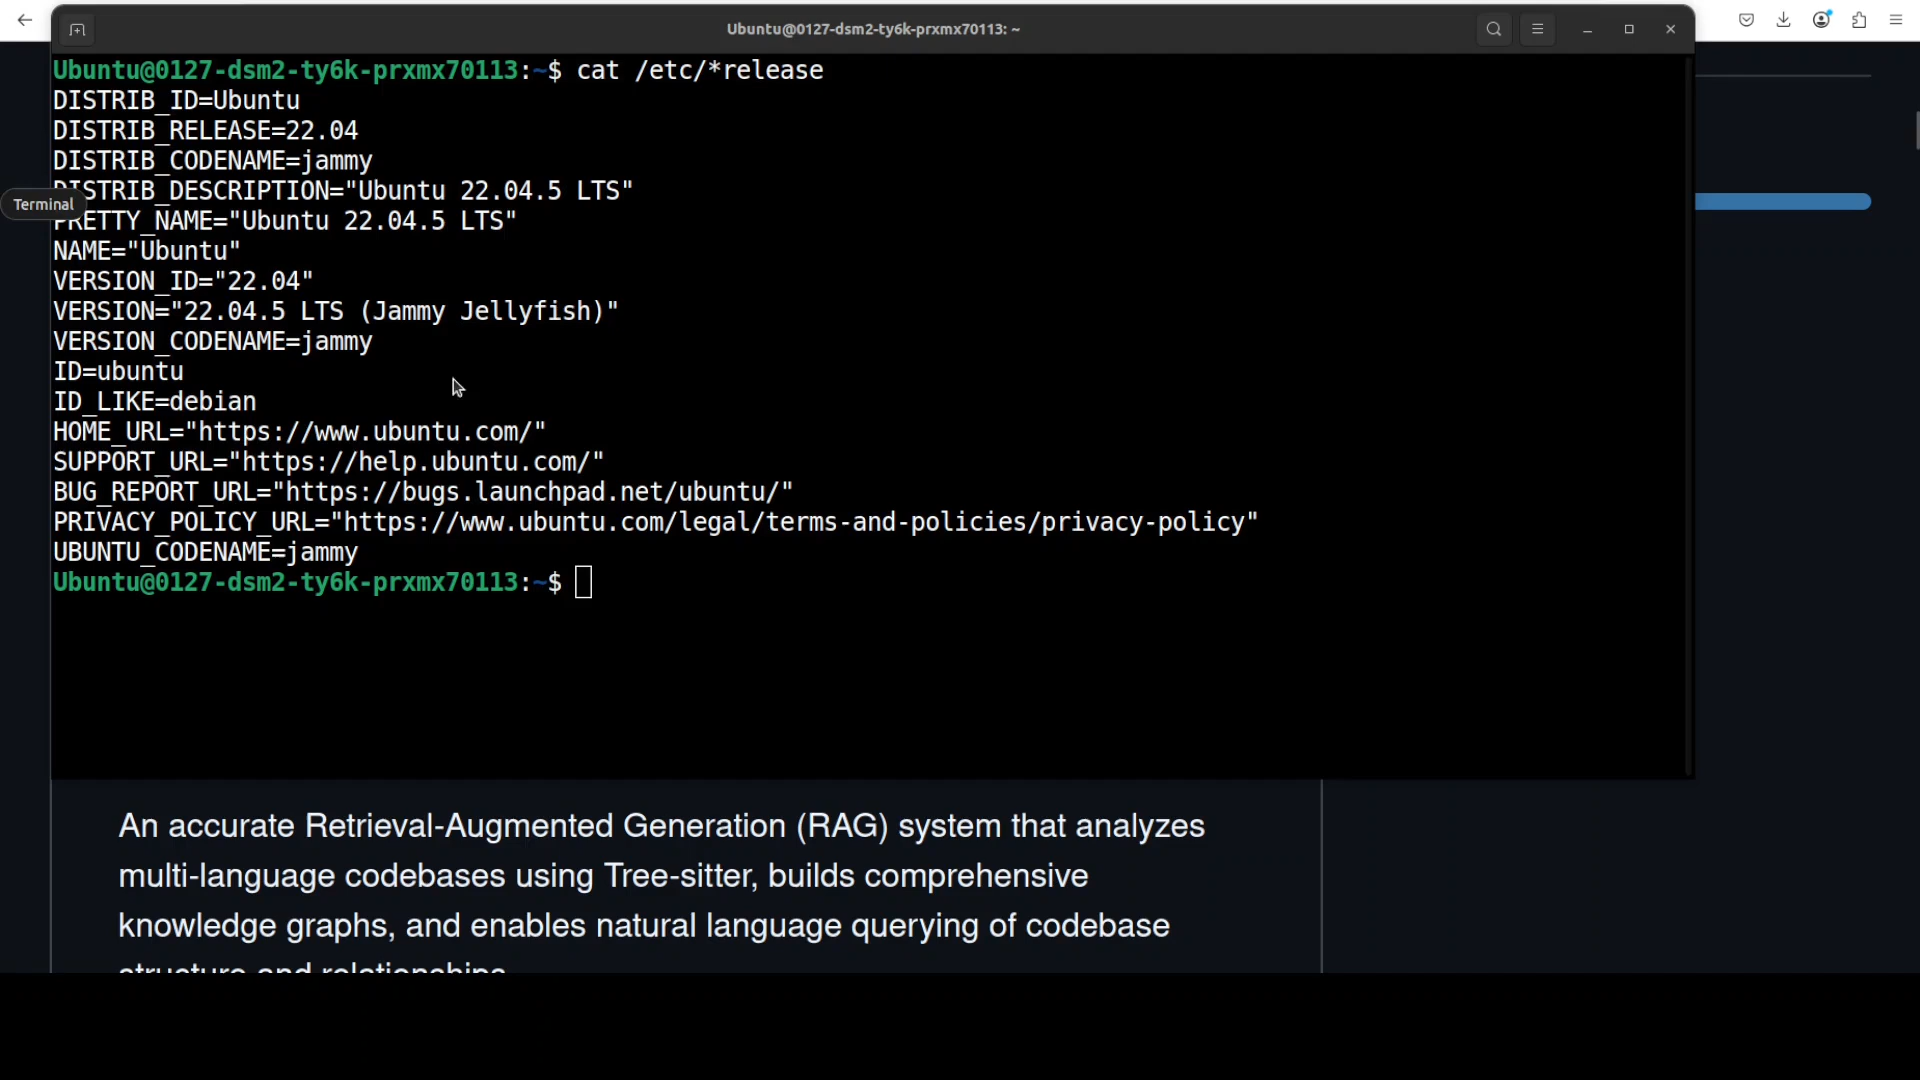 Ubuntu@0127-dsm2-ty6k-prxmx70113: ~
Ubuntu@0127-dsm2-ty6k-prxmx70113:~$ cat /etc/*release
DISTRIB_ID=Ubuntu
DISTRIB_RELEASE=22.04
DISTRIB_CODENAME=jammy
DISTRIB_DESCRIPTION="Ubuntu 22.04.5 LTS"
Terminal
PRETTY_NAME="Ubuntu 22.04.5 LTS"
NAME="Ubuntu"
VERSION_ID="22.04"
VERSION="22.04.5 LTS (Jammy Jellyfish)"
VERSION_CODENAME=jammy
ID=ubuntu
ID_LIKE=debian
HOME_URL="https://www.ubuntu.com/"
SUPPORT_URL="https://help.ubuntu.com/"
BUG_REPORT_URL="https://bugs.launchpad.net/ubuntu/"
PRIVACY_POLICY_URL="https://www.ubuntu.com/legal/terms-and-policies/privacy-policy"
UBUNTU_CODENAME=jammy
Ubuntu@0127-dsm2-ty6k-prxmx70113:~$
An accurate Retrieval-Augmented Generation (RAG) system that analyzes
multi-language codebases using Tree-sitter, builds comprehensive
knowledge graphs, and enables natural language querying of codebase
structure and relationships